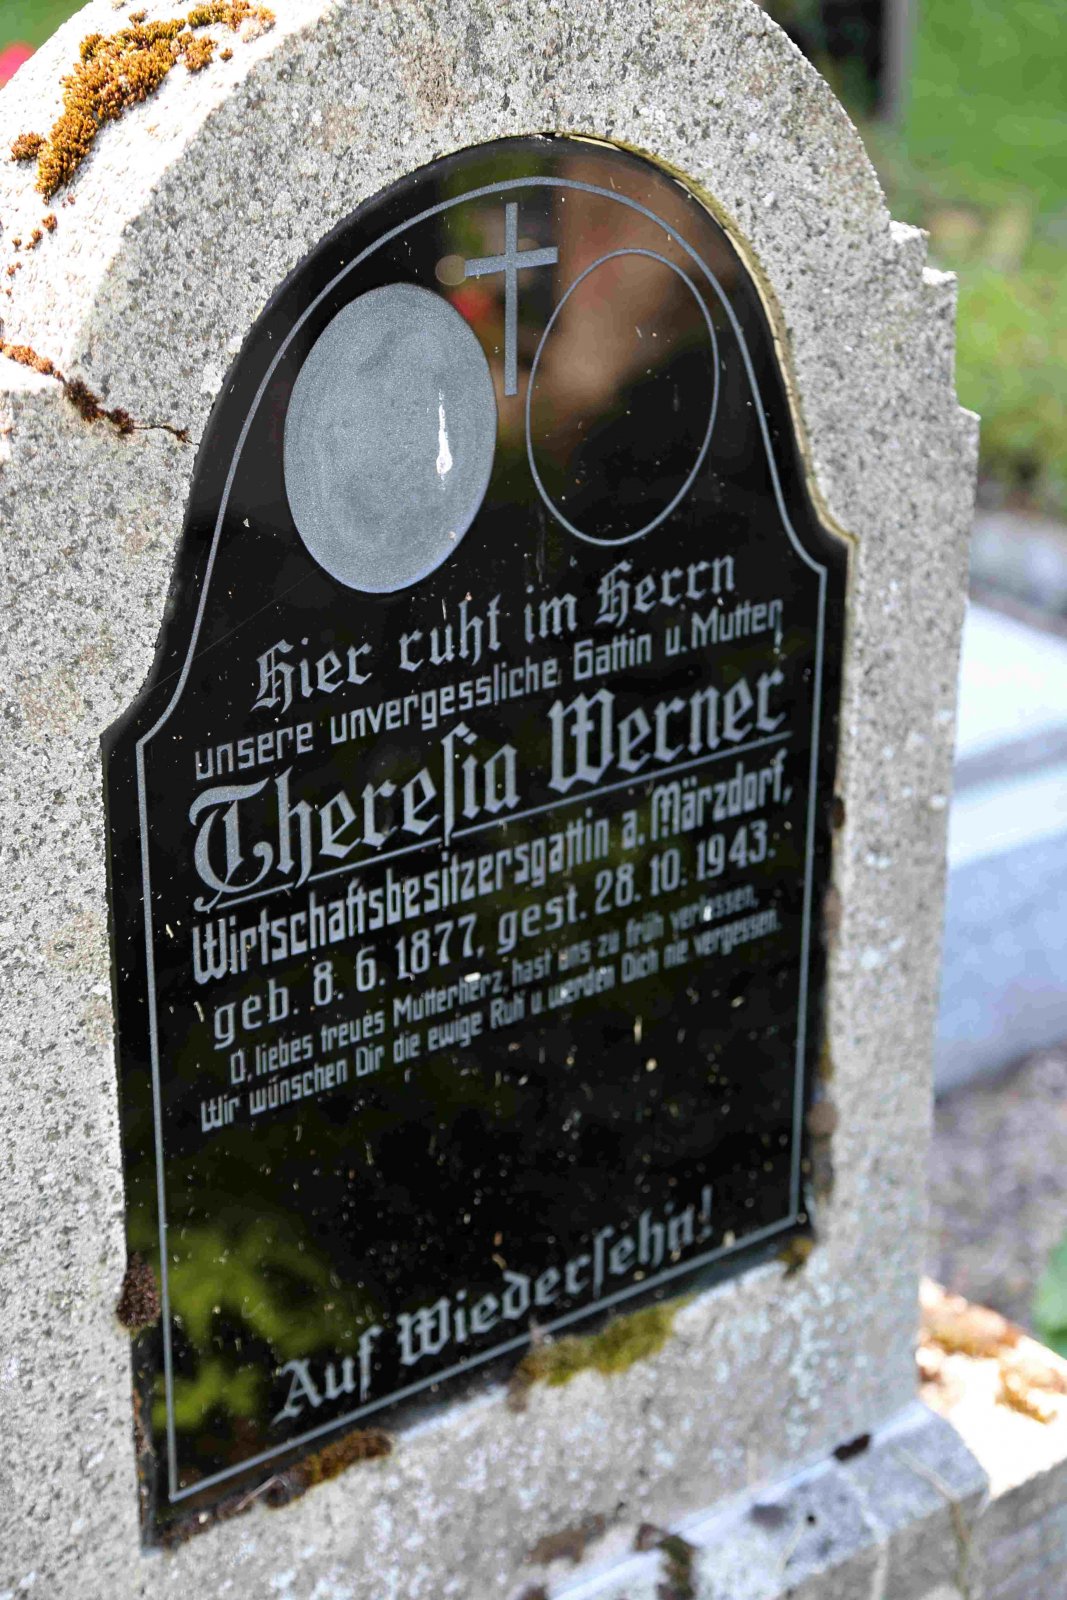 Hier ruht im Herrn
unsere unvergessliche Gattin u. Mutter,
Theresia Werner
Wirtschaftsbesitzersgattin a. Märzdorf,
geb. 8. 6. 1877, gest. 28. 10. 1943.
O, liebes treues Mutterherz, hast uns zu früh verlassen,
Wir wünschen Dir die ewige Ruh u. werden Dich nie vergessen.
Auf Wiedersehn!